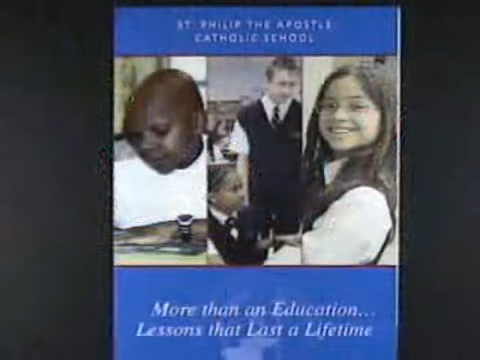 ST. PHILIP THE APOSTLE
CATHOLIC SCHOOL
More than an Education...
Lessons that Last a Lifetime